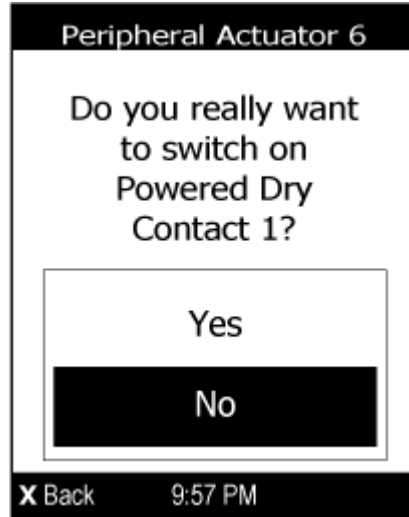 Peripheral Actuator 6
Do you really want
to switch on
Powered Dry
Contact 1?
Yes
No
X Back 9:57 PM